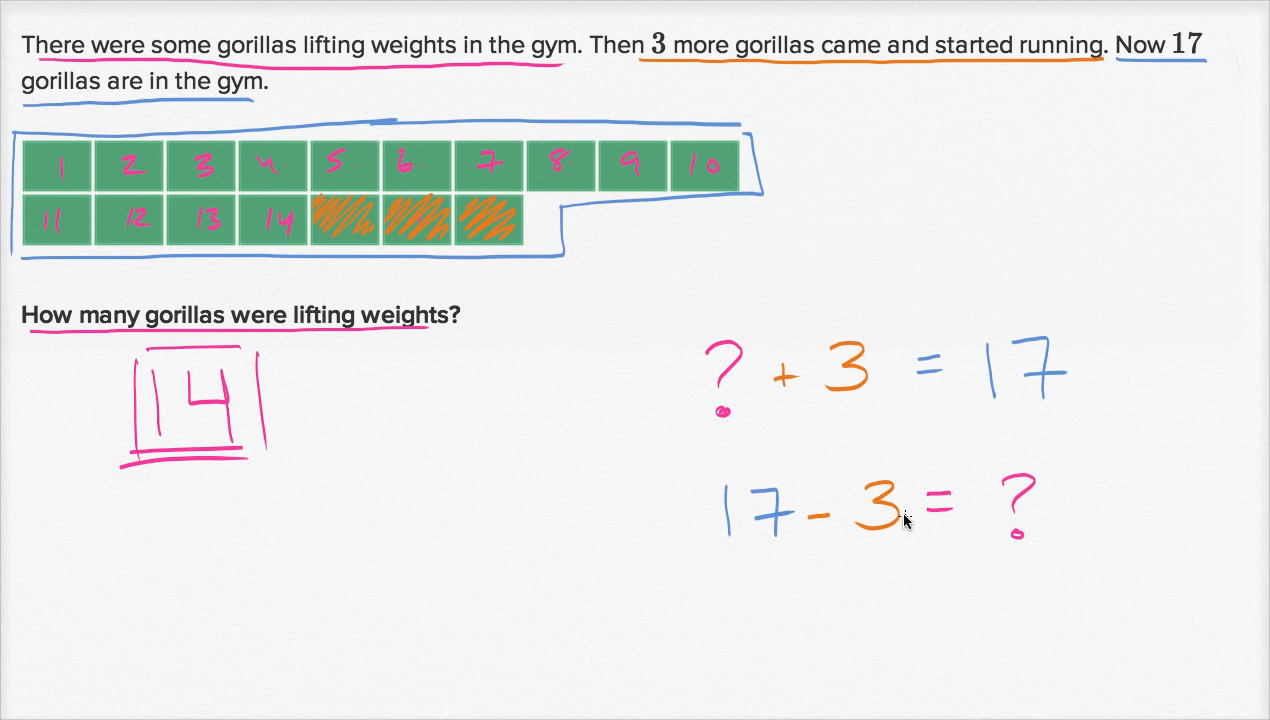 There were some gorillas lifting weights in the gym. Then 3 more gorillas came and started running. Now 17
gorillas are in the gym.
1 2 3 4 5 6 7 8 9 10
11 12 13 14
How many gorillas were lifting weights?
14
? + 3 = 17
17 - 3 = ?